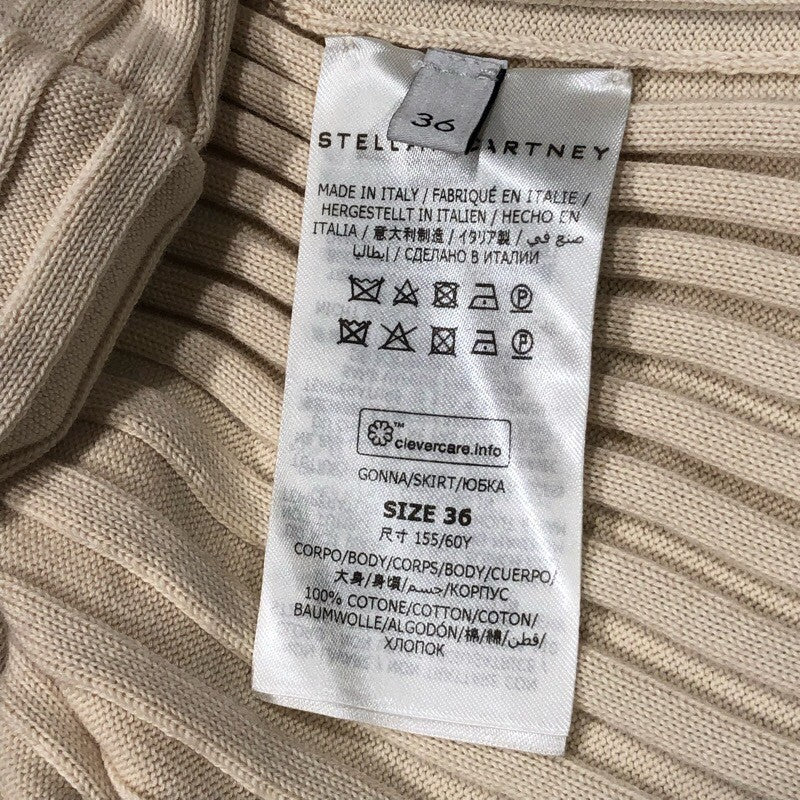 36
STELLA McCARTNEY
MADE IN ITALY / FABRIQUÉ EN ITALIE /
HERGESTELLT IN ITALIEN / HECHO EN
ITALIA / 意大利制造 / イタリア製 / صنع في
إيطاليا / СДЕЛАНО В ИТАЛИИ
clevercare.info™
GONNA/SKIRT/ЮБКА
SIZE 36
尺寸 155/60Y
CORPO/BODY/CORPS/BODY/CUERPO/
大身/身頃/جسم/КОРПУС
100% COTONE/COTTON/COTON/
BAUMWOLLE/ALGODÓN/棉/綿/قطن/
ХЛОПОК